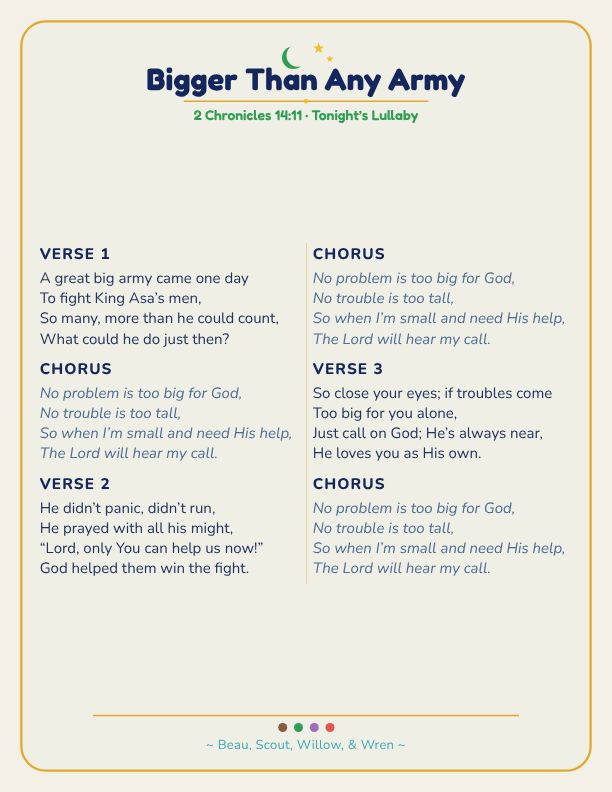 Bigger Than Any Army
2 Chronicles 14:11 · Tonight's Lullaby
VERSE 1
A great big army came one day
To fight King Asa's men,
So many, more than he could count,
What could he do just then?
CHORUS
No problem is too big for God,
No trouble is too tall,
So when I'm small and need His help,
The Lord will hear my call.
VERSE 2
He didn't panic, didn't run,
He prayed with all his might,
“Lord, only You can help us now!”
God helped them win the fight.
CHORUS
No problem is too big for God,
No trouble is too tall,
So when I'm small and need His help,
The Lord will hear my call.
VERSE 3
So close your eyes; if troubles come
Too big for you alone,
Just call on God; He's always near,
He loves you as His own.
CHORUS
No problem is too big for God,
No trouble is too tall,
So when I'm small and need His help,
The Lord will hear my call.
~ Beau, Scout, Willow, & Wren ~